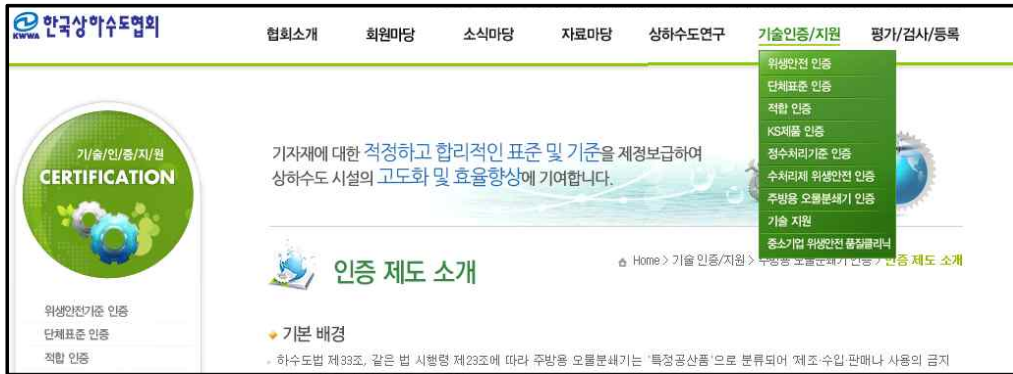 KWWA 한국상하수도협회
협회소개 회원마당 소식마당 자료마당 상하수도연구 기술인증/지원 평가/검사/등록
위생안전 인증
단체표준 인증
적합 인증
KS제품 인증
정수처리기준 인증
수처리제 위생안전 인증
주방용 오물분쇄기 인증
기술 지원
중소기업 위생안전 품질클리닉
기/술/인/증/지/원
CERTIFICATION
기자재에 대한 적정하고 합리적인 표준 및 기준을 제정보급하여
상하수도 시설의 고도화 및 효율향상에 기여합니다.
인증 제도 소개
Home > 기술인증/지원 > 주방용 오물분쇄기 인증 > 인증 제도 소개
위생안전기준 인증
단체표준 인증
적합 인증
기본 배경
- 하수도법 제33조, 같은 법 시행령 제23조에 따라 주방용 오물분쇄기는 '특정공산품'으로 분류되어 '제조·수입·판매나 사용의 금지